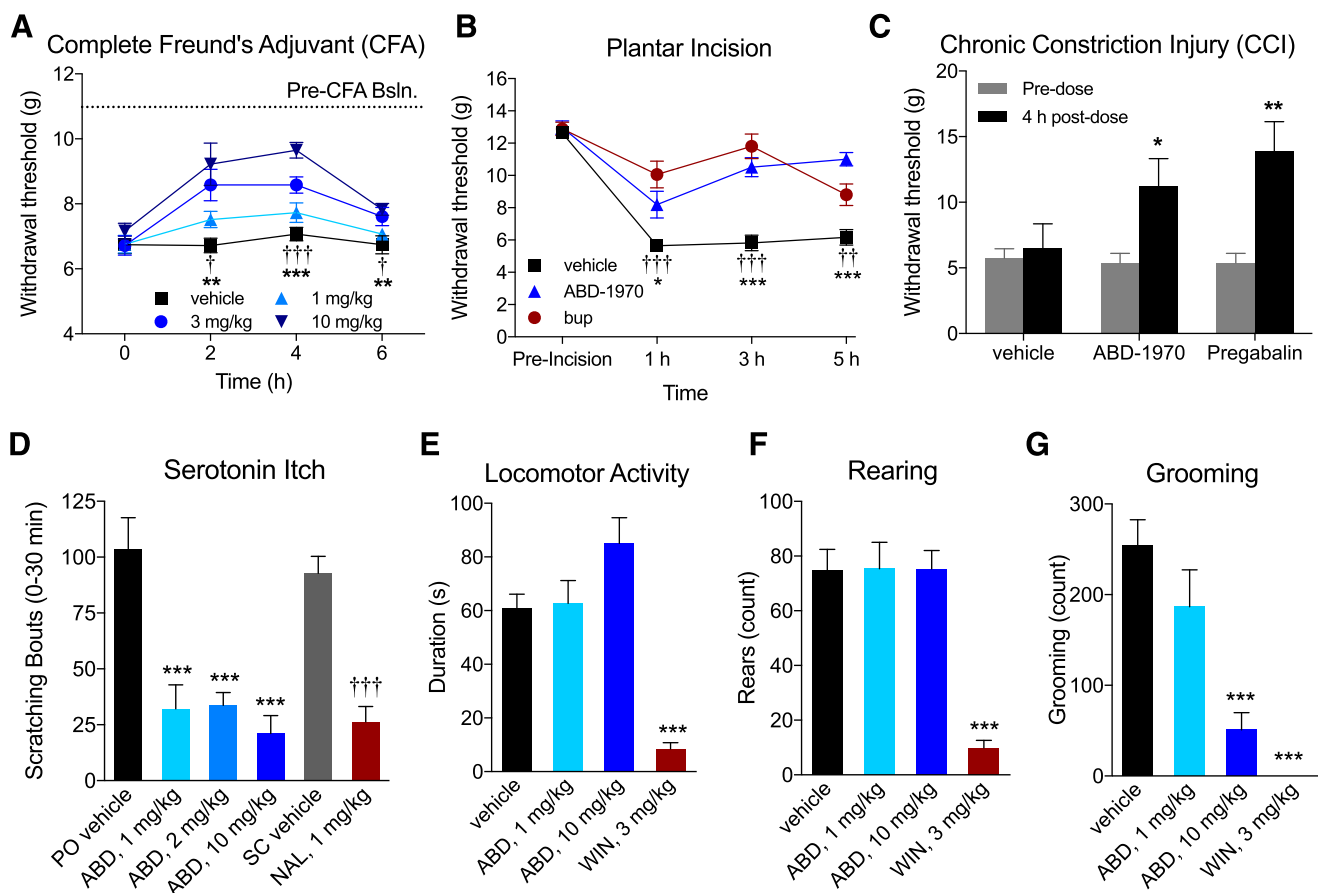 A
Complete Freund's Adjuvant (CFA)
Withdrawal threshold (g)
12
10
8
6
4
Pre-CFA Bsln.
†
**
†††
***
†
**
vehicle
1 mg/kg
3 mg/kg
10 mg/kg
0
2
4
6
Time (h)
B
Plantar Incision
Withdrawal threshold (g)
16
14
12
10
8
6
4
2
0
†††
*
†††
***
††
***
vehicle
ABD-1970
bup
Pre-Incision
1 h
3 h
5 h
Time
C
Chronic Constriction Injury (CCI)
Withdrawal threshold (g)
20
15
10
5
0
Pre-dose
4 h post-dose
*
**
vehicle
ABD-1970
Pregabalin
D
Serotonin Itch
Scratching Bouts (0-30 min)
125
100
75
50
25
0
***
***
***
†††
PO vehicle
ABD, 1 mg/kg
ABD, 2 mg/kg
ABD, 10 mg/kg
SC vehicle
NAL, 1 mg/kg
E
Locomotor Activity
Duration (s)
100
80
60
40
20
0
***
vehicle
ABD, 1 mg/kg
ABD, 10 mg/kg
WIN, 3 mg/kg
F
Rearing
Rears (count)
100
80
60
40
20
0
***
vehicle
ABD, 1 mg/kg
ABD, 10 mg/kg
WIN, 3 mg/kg
G
Grooming
Grooming (count)
300
200
100
0
***
***
vehicle
ABD, 1 mg/kg
ABD, 10 mg/kg
WIN, 3 mg/kg